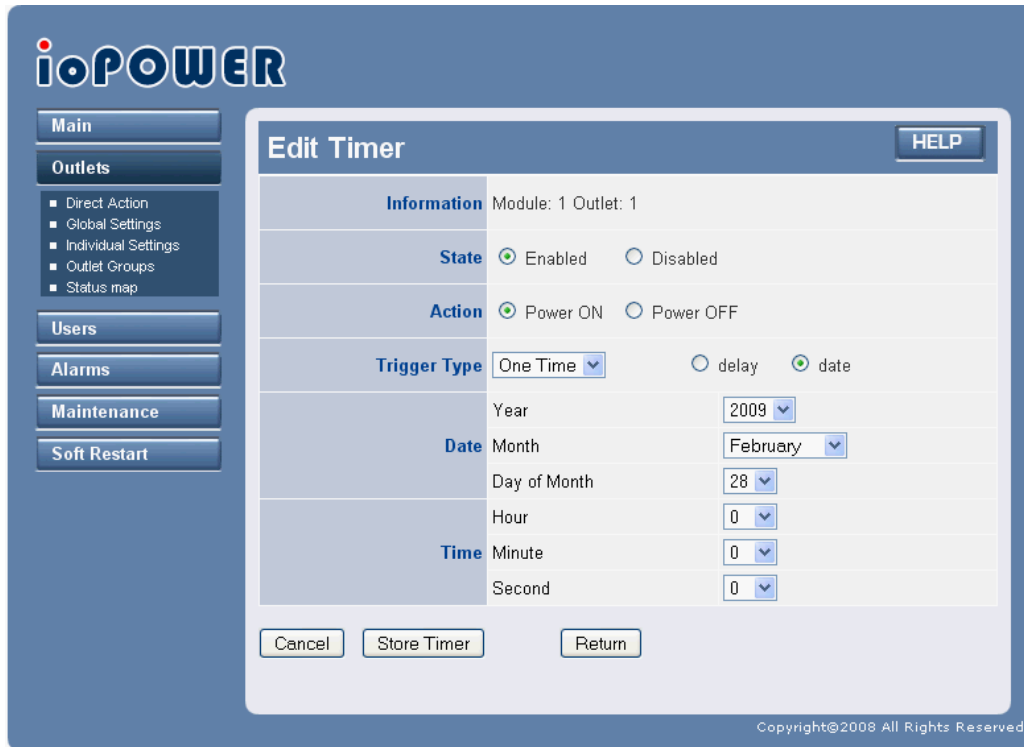 ioPOWER
Main
Outlets
Direct Action
Global Settings
Individual Settings
Outlet Groups
Status map
Users
Alarms
Maintenance
Soft Restart
Edit Timer
HELP
Information Module: 1 Outlet: 1
State Enabled Disabled
Action Power ON Power OFF
Trigger Type One Time delay date
Date
Year 2009
Month February
Day of Month 28
Time
Hour 0
Minute 0
Second 0
Cancel Store Timer Return
Copyright©2008 All Rights Reserved